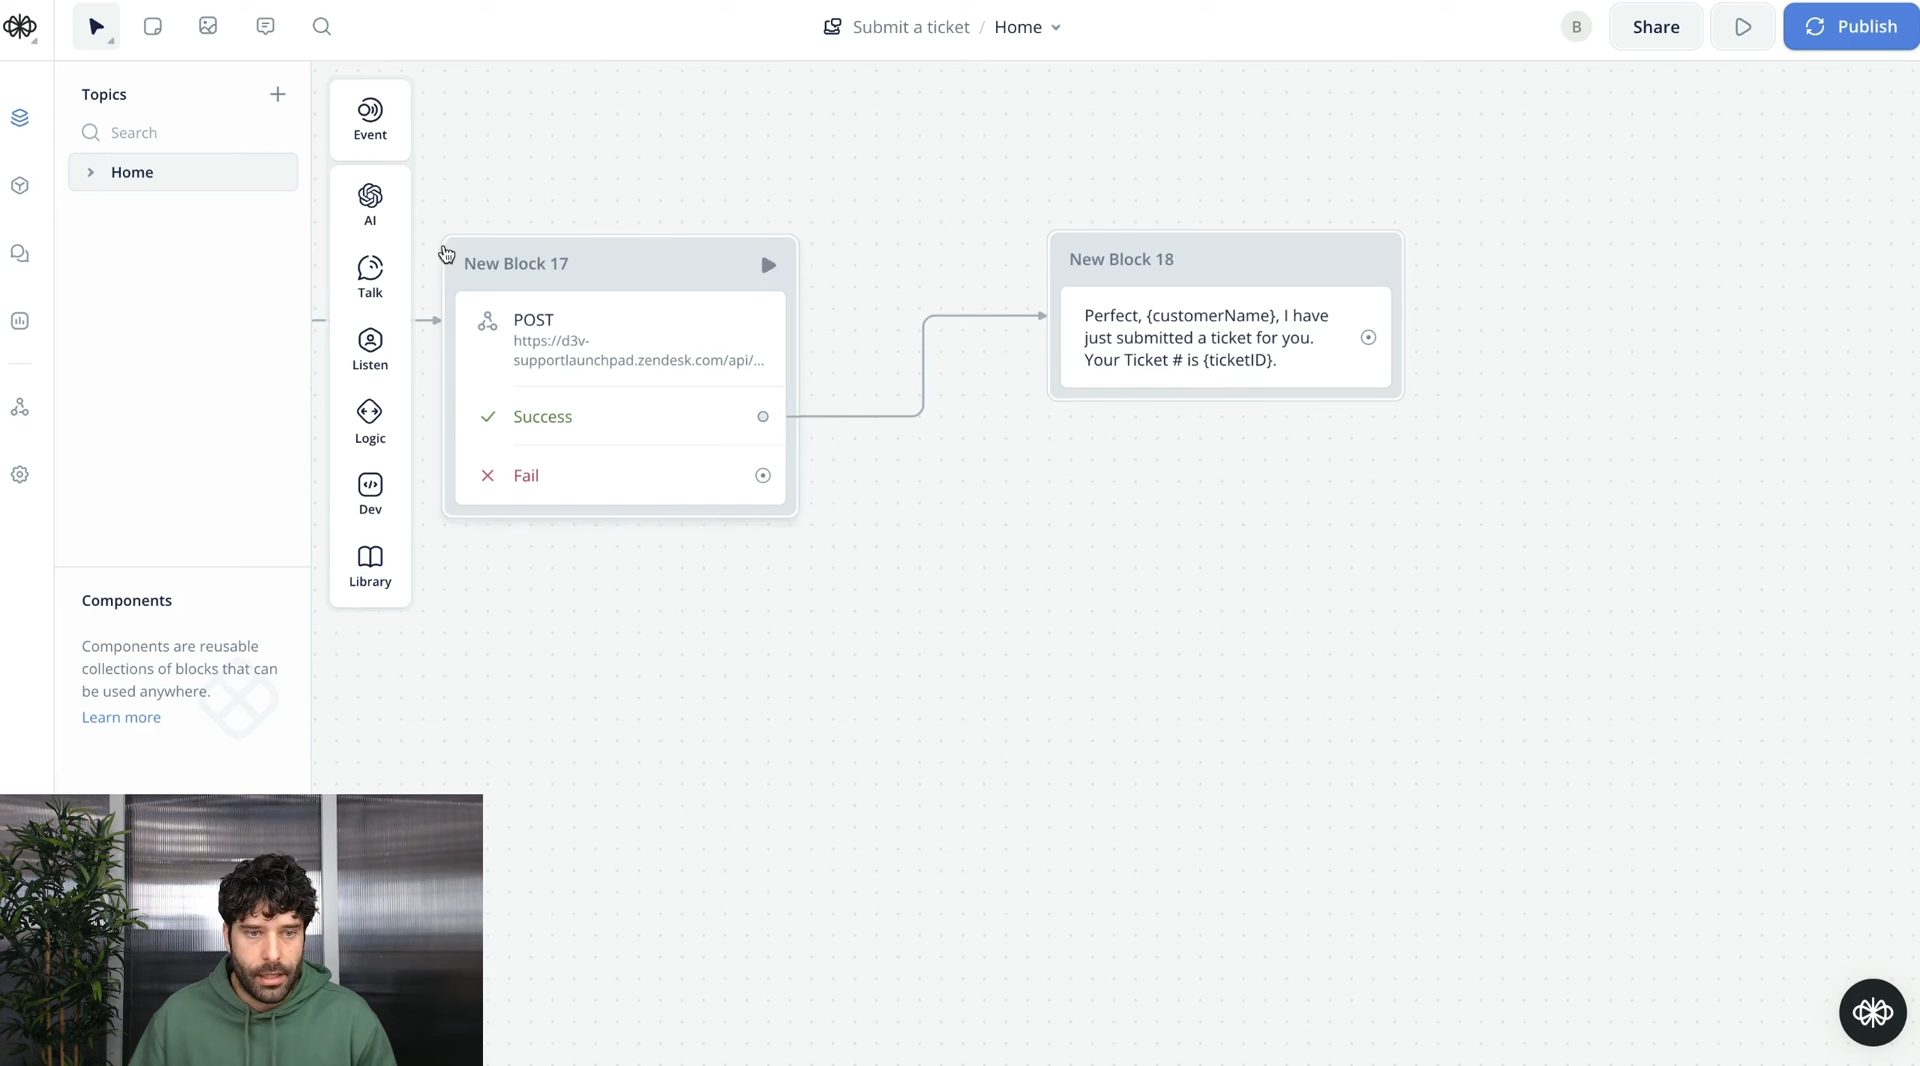 Submit a ticket / Home
B
Share
Publish
Topics
Search
Home
Event
AI
Talk
Listen
Logic
Dev
Library
New Block 17
POST
https://d3v-
supportlaunchpad.zendesk.com/api/...
Success
Fail
New Block 18
Perfect, {customerName}, I have
just submitted a ticket for you.
Your Ticket # is {ticketID}.
Components
Components are reusable
collections of blocks that can
be used anywhere.
Learn more